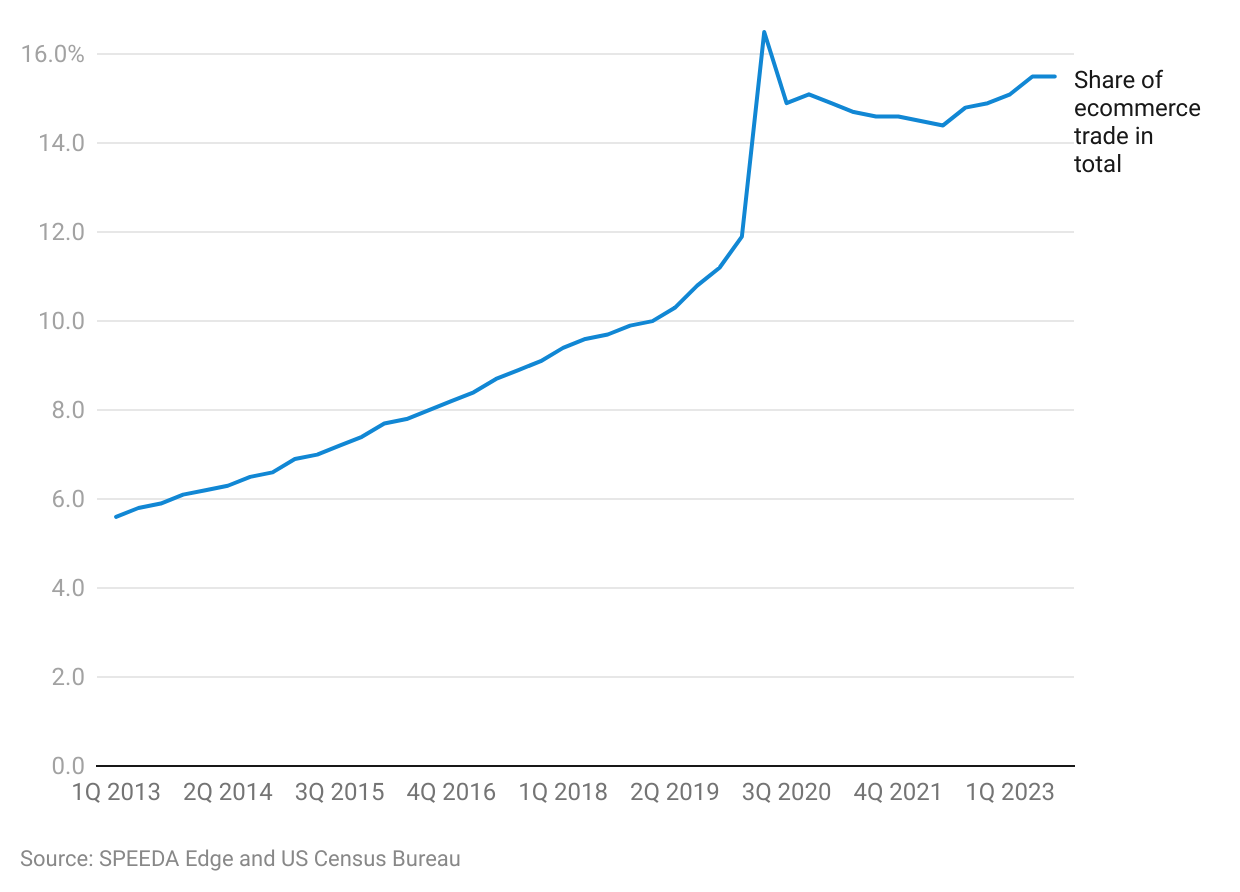 16.0%
14.0
12.0
10.0
8.0
6.0
4.0
2.0
0.0
Share of
ecommerce
trade in
total
1Q 2013 2Q 2014 3Q 2015 4Q 2016 1Q 2018 2Q 2019 3Q 2020 4Q 2021 1Q 2023
Source: SPEEDA Edge and US Census Bureau